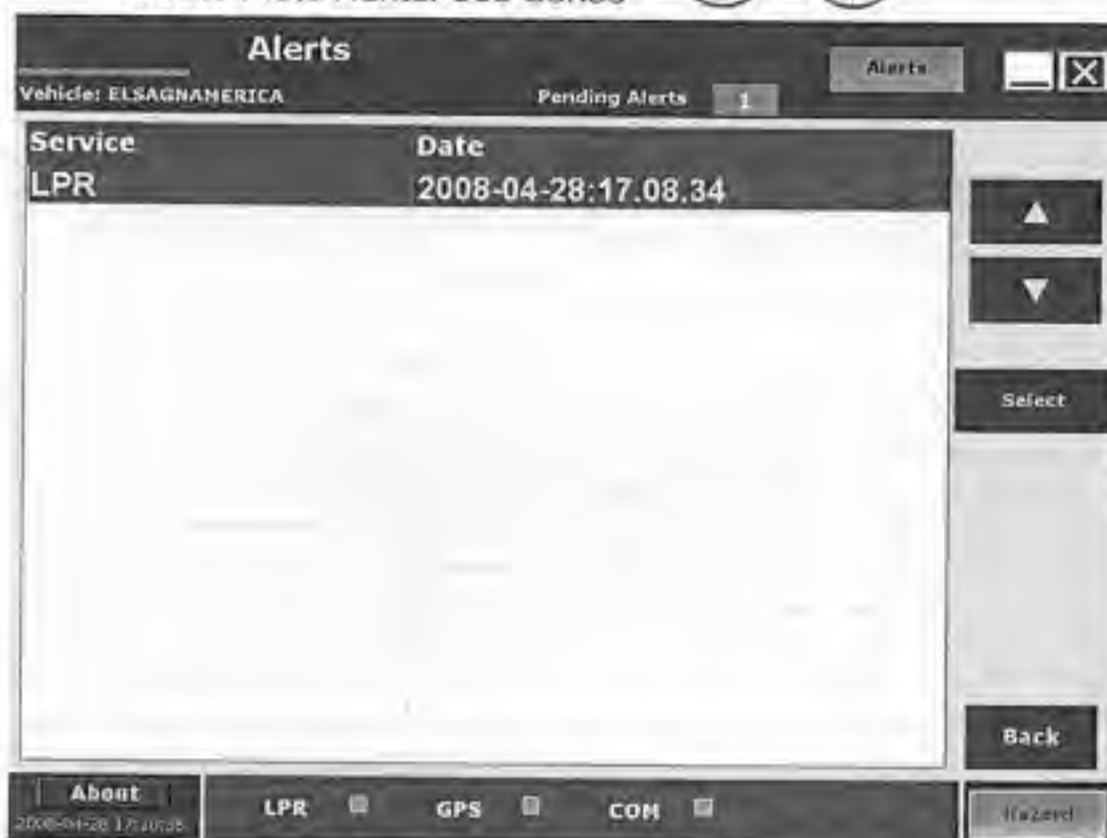 Alerts
Alerts
Vehicle: ELSAGNAMERICA
Pending Alerts 1
Service Date
LPR 2008-04-28:17.08.34
Select
Back
About
LPR GPS COM
Hazard